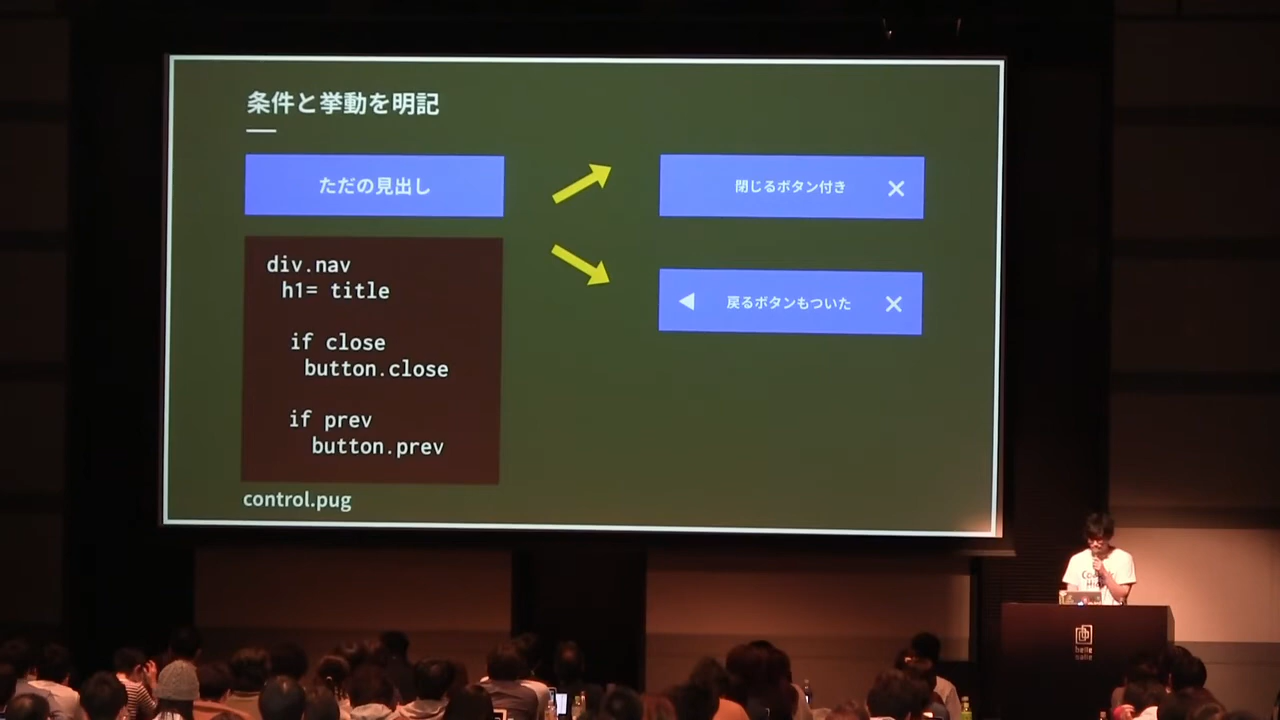 条件と挙動を明記
ただの見出し
閉じるボタン付き
戻るボタンもついた
div.nav
h1= title
if close
button.close
if prev
button.prev
control.pug
belle
salle